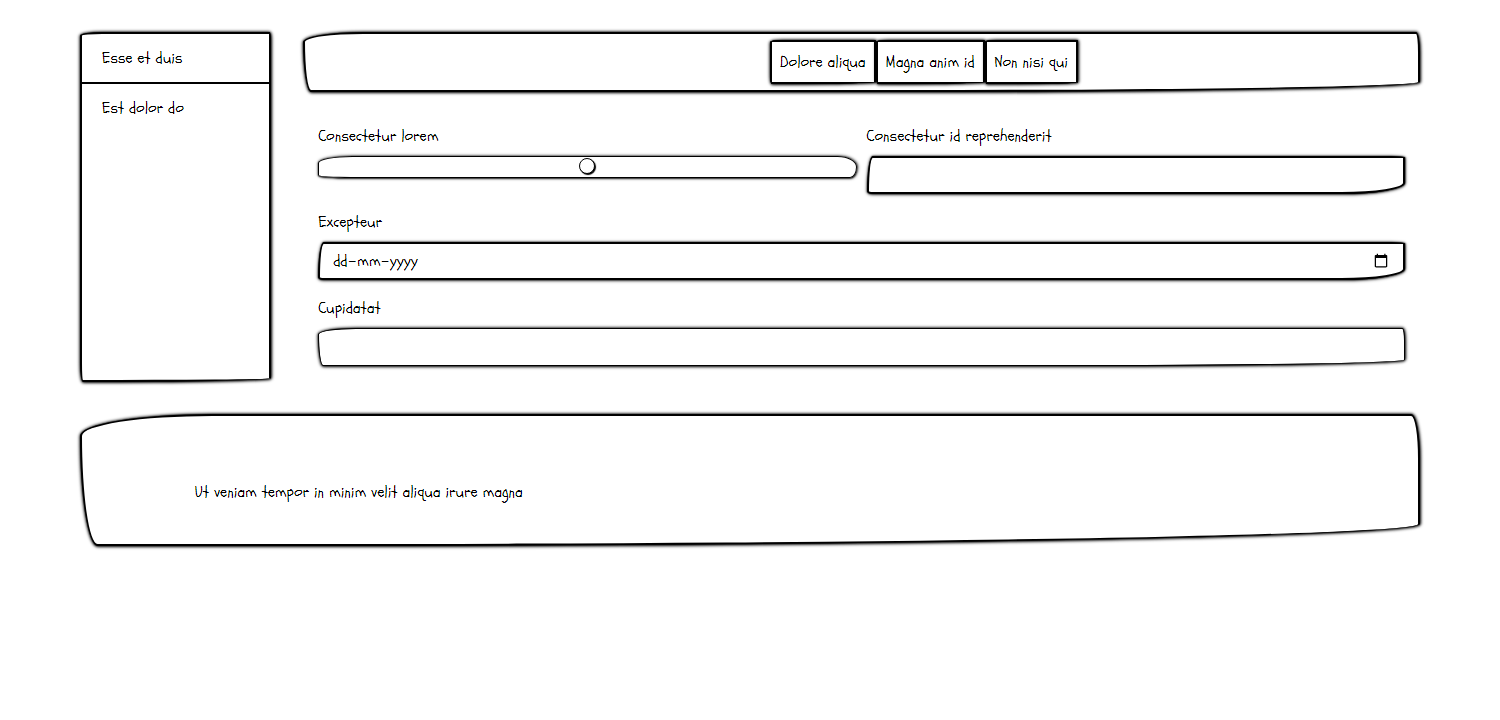 Esse et duis
Est dolor do
Dolore aliqua
Magna anim id
Non nisi qui
Consectetur lorem
Consectetur id reprehenderit
Excepteur
dd-mm-yyyy
Cupidatat
Ut veniam tempor in minim velit aliqua irure magna